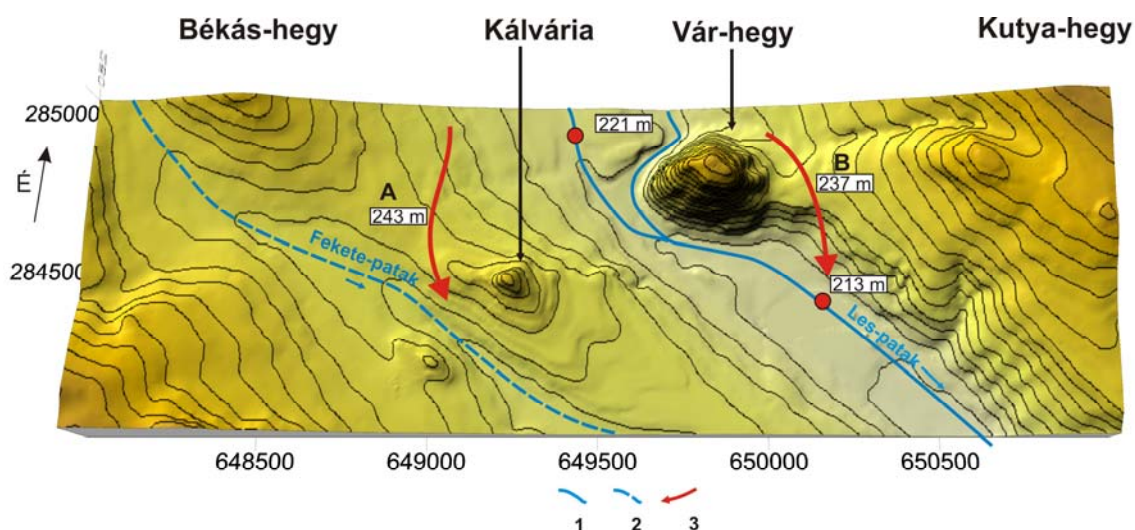 Békás-hegy Kálvária Vár-hegy Kutya-hegy
285000
221 m
É
A
B
243 m
237 m
Fekete-patak
284500
213 m
Les-patak
648500 649000 649500 650000 650500
1 2 3